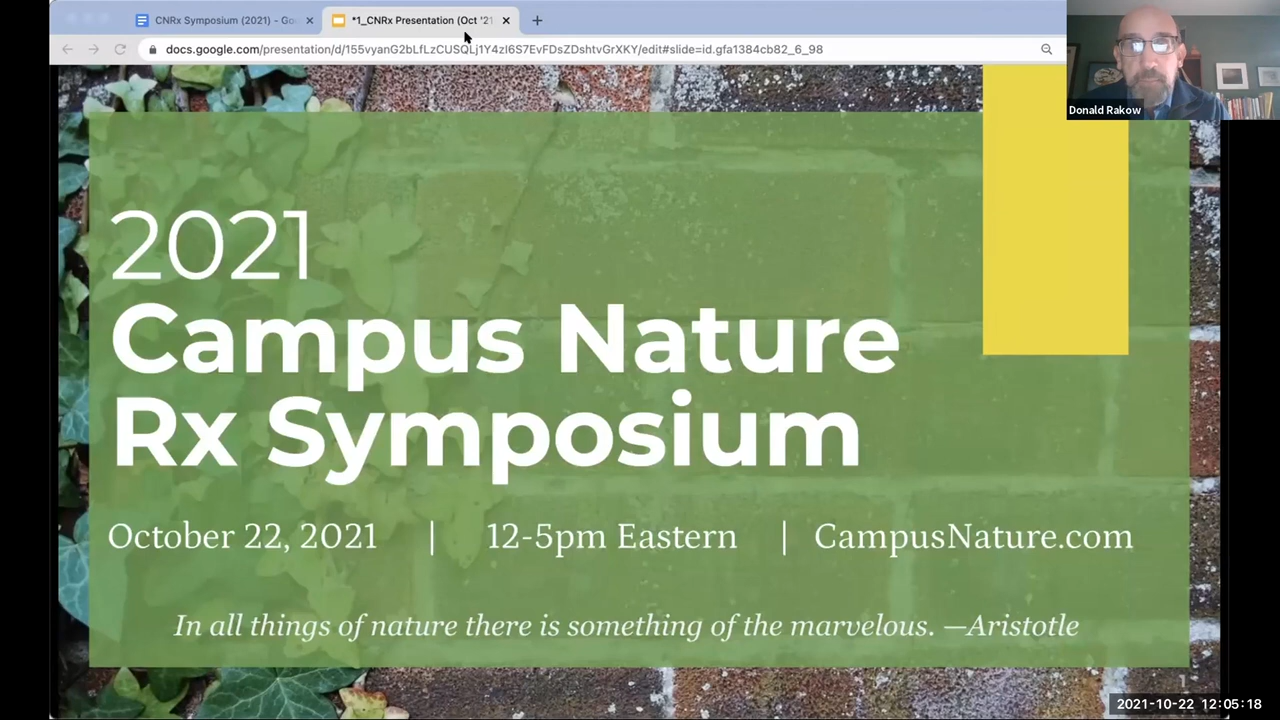 CNRx Symposium (2021) - Go
*1_CNRx Presentation (Oct '21
docs.google.com/presentation/d/155vyanG2bLfLzCUSQLj1Y4zI6S7EvFDsZDshtvGrXKY/edit#slide=id.gfa1384cb82_6_98
Donald Rakow
2021
Campus Nature
Rx Symposium
October 22, 2021 | 12-5pm Eastern | CampusNature.com
In all things of nature there is something of the marvelous. —Aristotle
2021-10-22 12:05:18